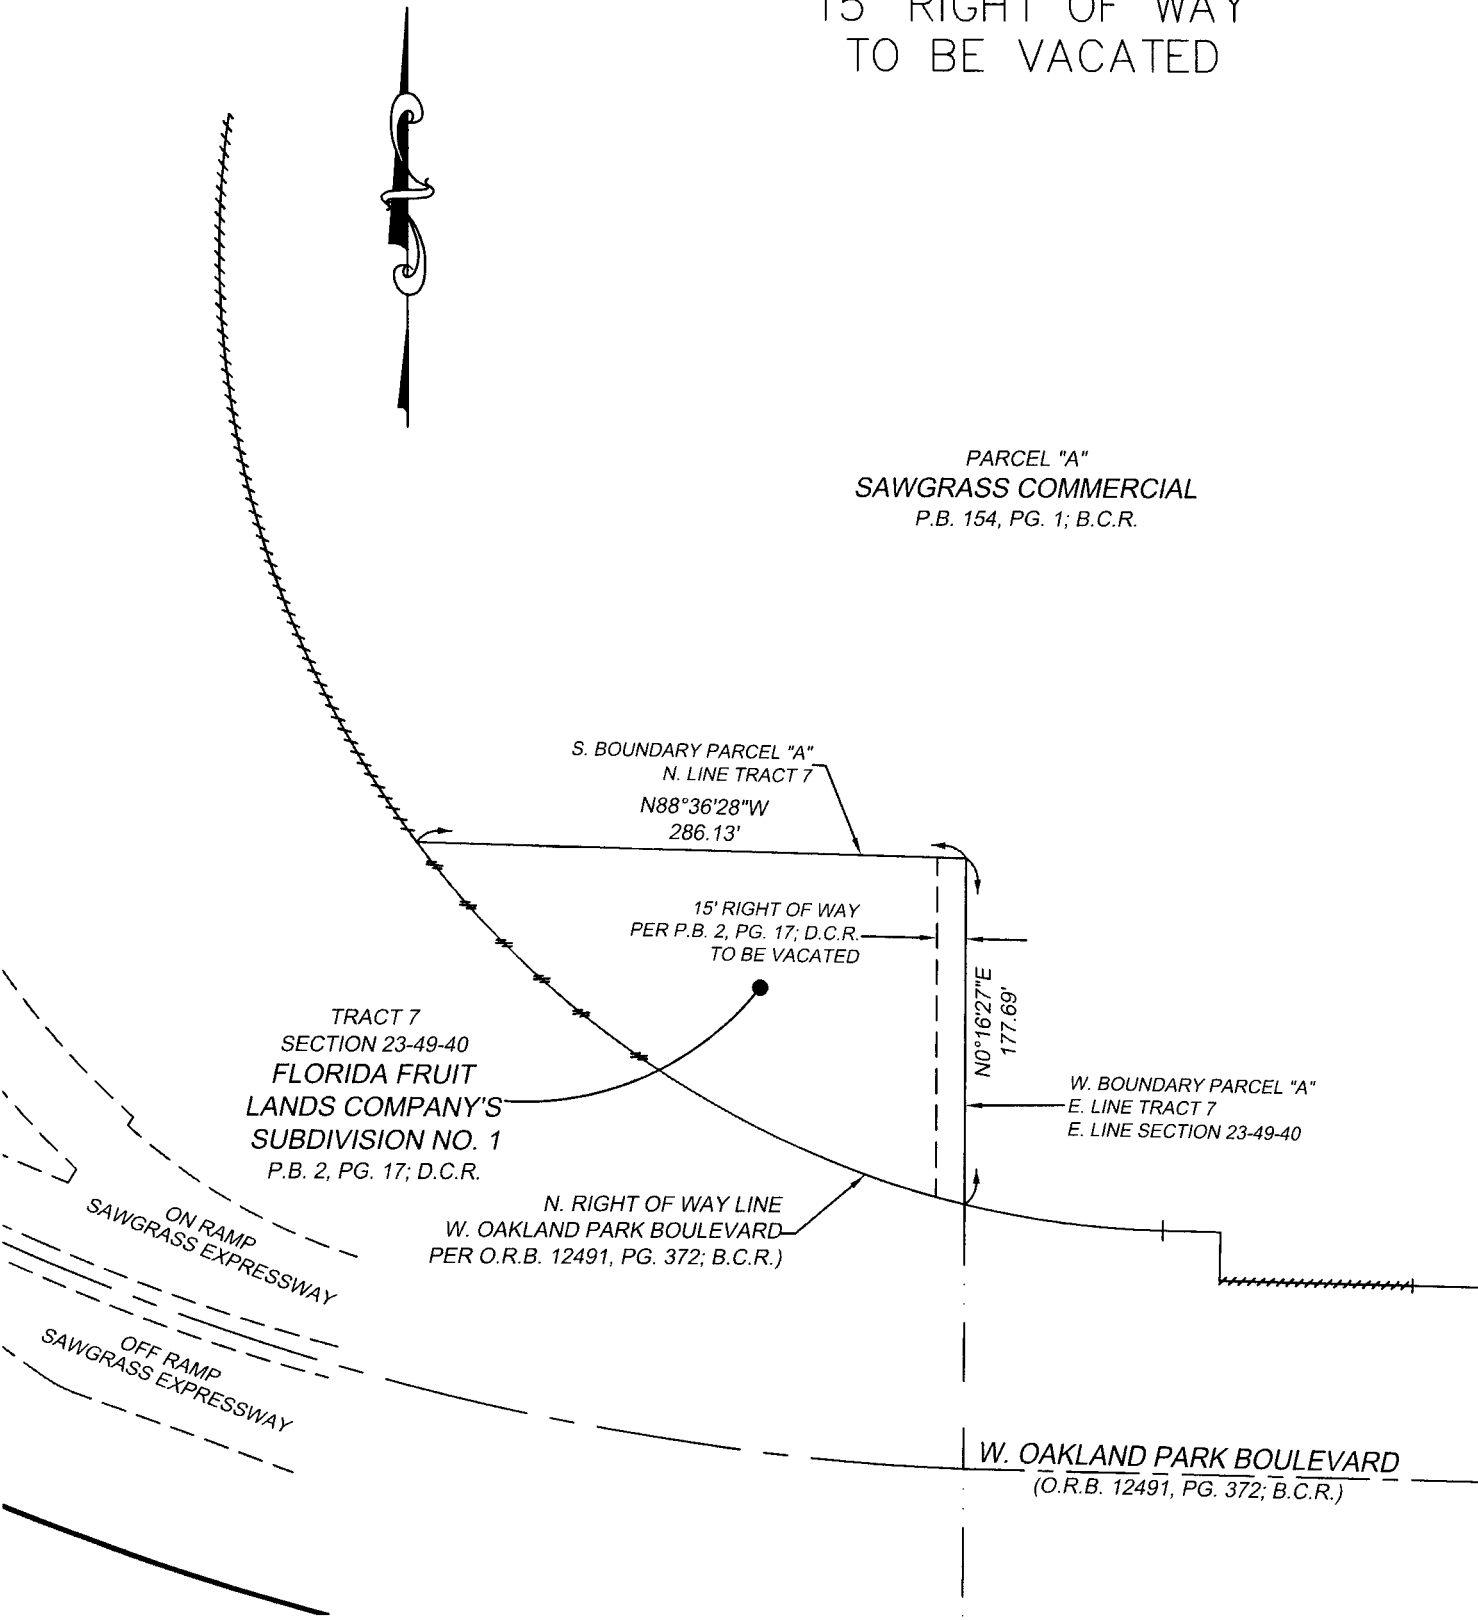 15' RIGHT OF WAY
TO BE VACATED
PARCEL "A"
SAWGRASS COMMERCIAL
P.B. 154, PG. 1; B.C.R.
S. BOUNDARY PARCEL "A"
N. LINE TRACT 7
N88°36'28"W
286.13'
15' RIGHT OF WAY
PER P.B. 2, PG. 17; D.C.R.
TO BE VACATED
N0°16'27"E
177.69'
TRACT 7
SECTION 23-49-40
FLORIDA FRUIT
LANDS COMPANY'S
SUBDIVISION NO. 1
P.B. 2, PG. 17; D.C.R.
W. BOUNDARY PARCEL "A"
E. LINE TRACT 7
E. LINE SECTION 23-49-40
N. RIGHT OF WAY LINE
W. OAKLAND PARK BOULEVARD
PER O.R.B. 12491, PG. 372; B.C.R.)
ON RAMP
SAWGRASS EXPRESSWAY
OFF RAMP
SAWGRASS EXPRESSWAY
W. OAKLAND PARK BOULEVARD
(O.R.B. 12491, PG. 372; B.C.R.)